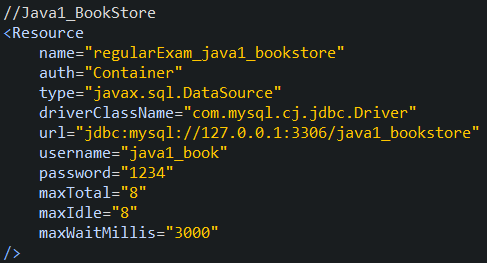 //Java1_BookStore
<Resource
    name="regularExam_java1_bookstore"
    auth="Container"
    type="javax.sql.DataSource"
    driverClassName="com.mysql.cj.jdbc.Driver"
    url="jdbc:mysql://127.0.0.1:3306/java1_bookstore"
    username="java1_book"
    password="1234"
    maxTotal="8"
    maxIdle="8"
    maxWaitMillis="3000"
/>